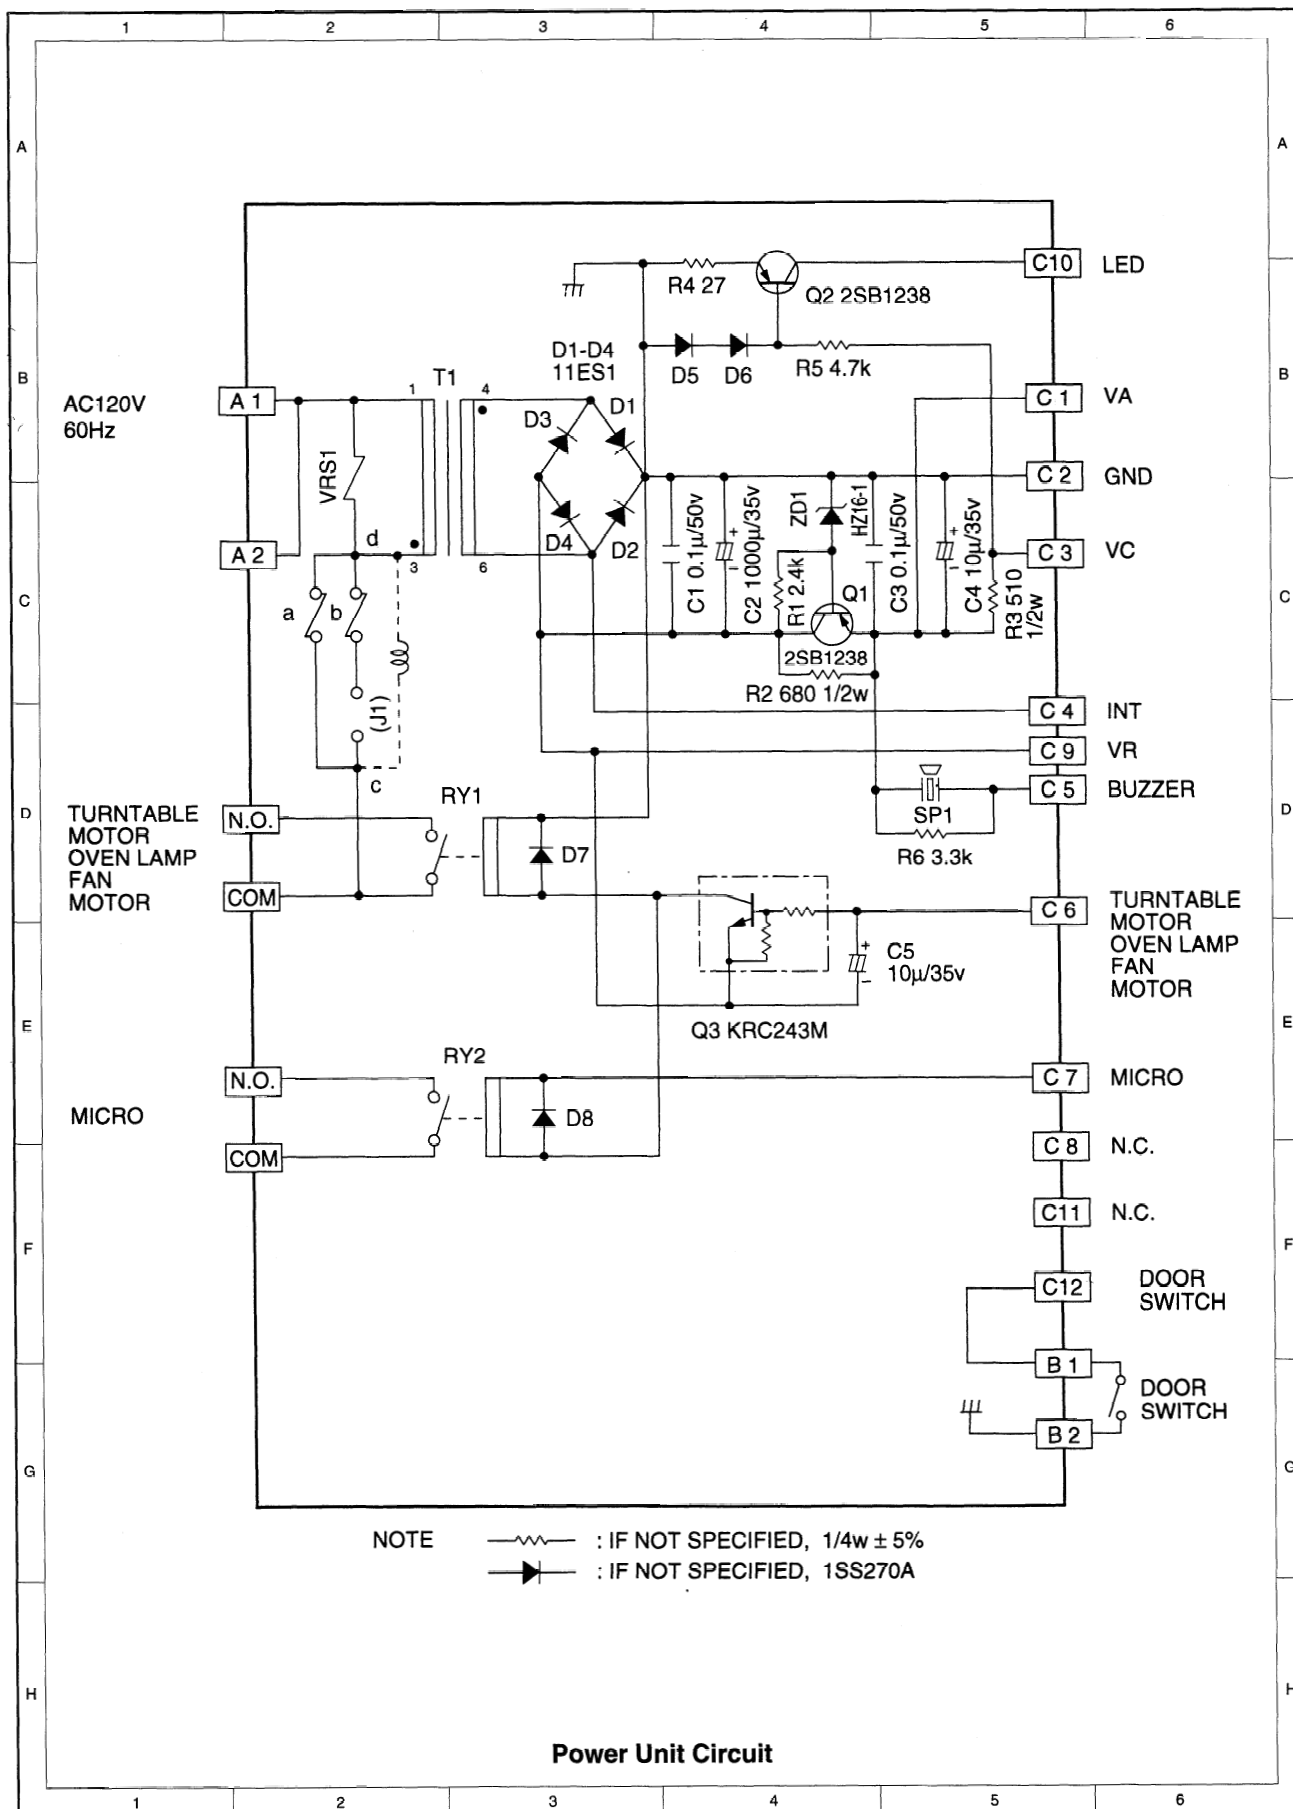 1 2 3 4 5 6
A A
C10 LED
R4 27
Q2 2SB1238
D1-D4
11ES1
D5 D6 R5 4.7k
B B
T1
AC120V
60Hz
A 1 1 4 D3 D1 C 1 VA
VRS1
C 2 GND
A 2 d 3 6 D4 D2 C 3 VC
C1 0.1µ/50v
C2 1000µ/35v
ZD1
HZ16-1
R1 2.4k
Q1
C3 0.1µ/50v
C4 10µ/35v
R3 510
1/2w
C C
a b
2SB1238
R2 680 1/2w
(J1)
C 4 INT
C 9 VR
c
C 5 BUZZER
SP1
R6 3.3k
D D
RY1
TURNTABLE
MOTOR
OVEN LAMP
FAN
MOTOR
N.O.
COM
D7
C 6
TURNTABLE
MOTOR
OVEN LAMP
FAN
MOTOR
C5
10µ/35v
Q3 KRC243M
E E
RY2
N.O.
MICRO
COM
D8
C 7 MICRO
C 8 N.C.
C11 N.C.
F F
C12 DOOR
SWITCH
B 1
DOOR
SWITCH
B 2
G G
NOTE : IF NOT SPECIFIED, 1/4w ± 5%
: IF NOT SPECIFIED, 1SS270A
H H
Power Unit Circuit
1 2 3 4 5 6